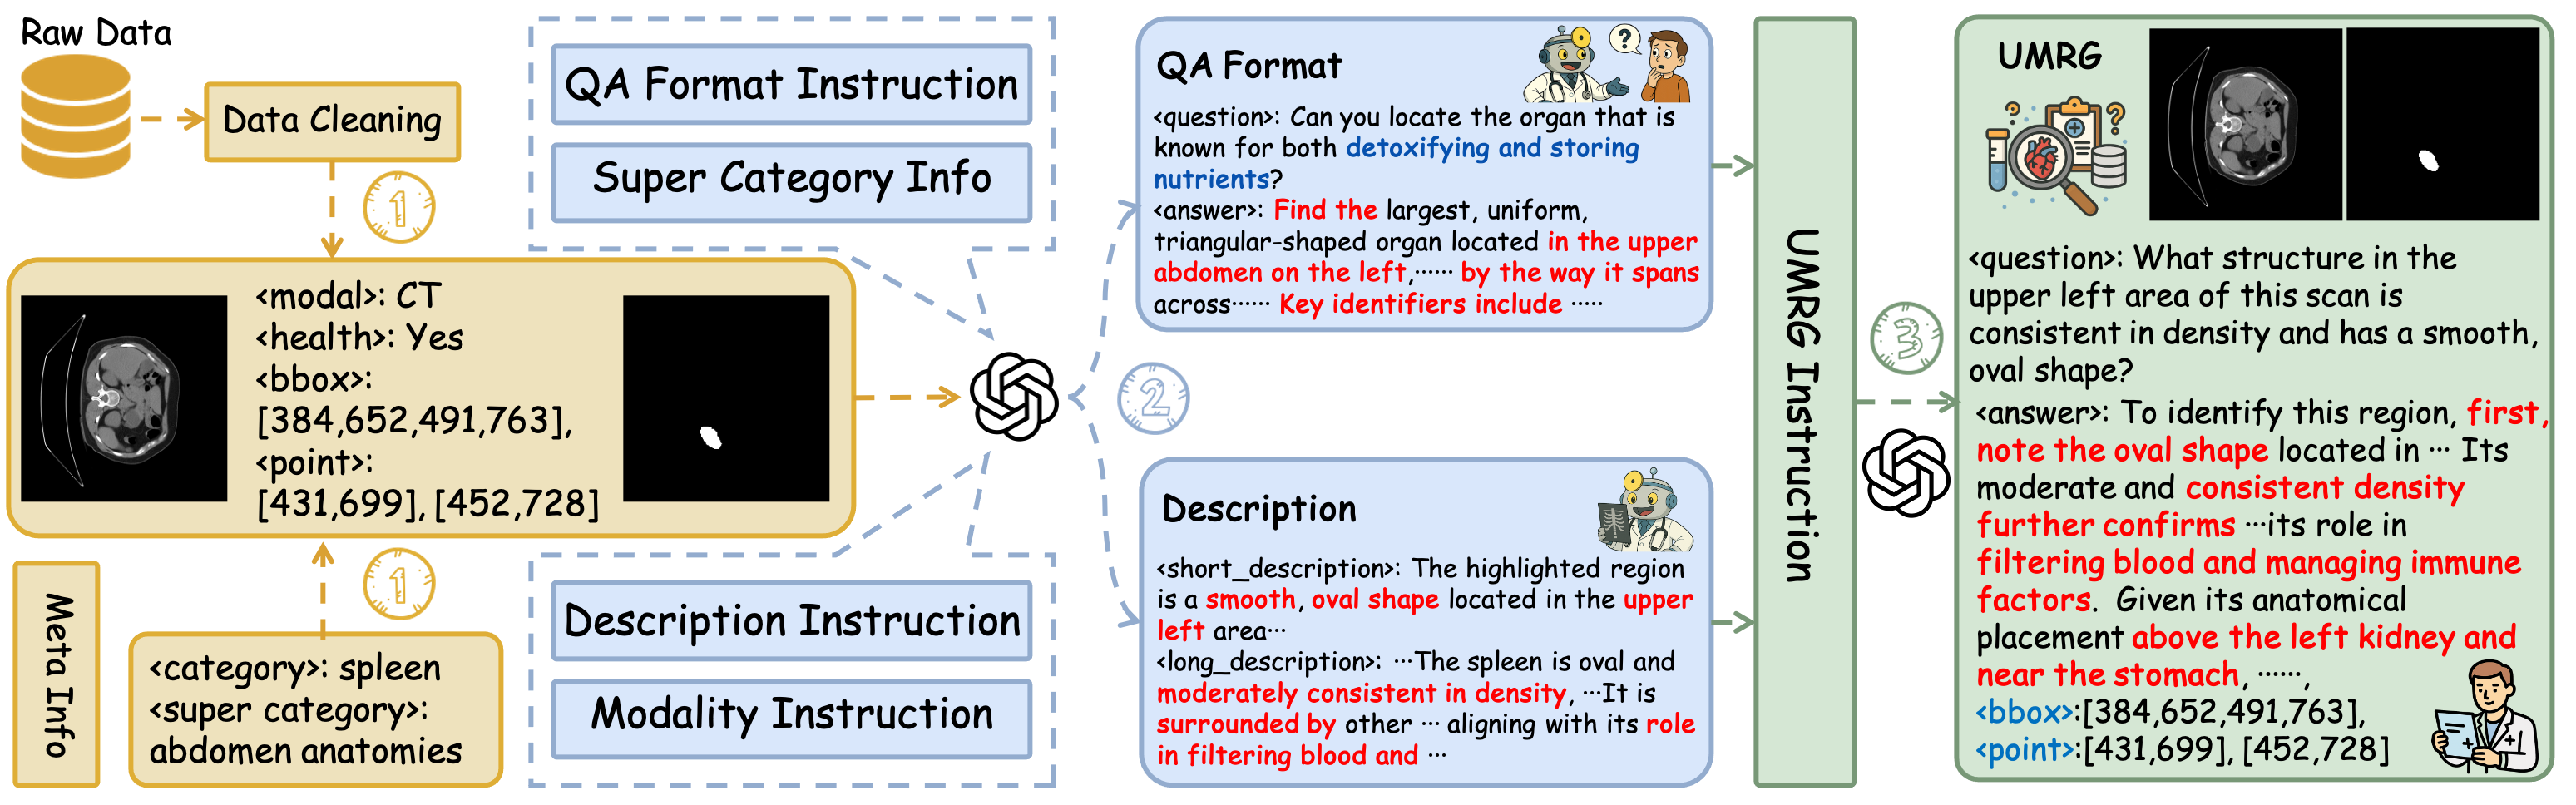 Raw Data
Data Cleaning
1
<modal>: CT
<health>: Yes
<bbox>:
[384,652,491,763],
<point>:
[431,699], [452,728]
1
Meta Info
<category>: spleen
<super category>:
abdomen anatomies
QA Format Instruction
Super Category Info
Description Instruction
Modality Instruction
2
QA Format
?
<question>: Can you locate the organ that is
known for both detoxifying and storing
nutrients?
<answer>: Find the largest, uniform,
triangular-shaped organ located in the upper
abdomen on the left,······ by the way it spans
across······ Key identifiers include ·····
Description
<short_description>: The highlighted region
is a smooth, oval shape located in the upper
left area···
<long_description>: ···The spleen is oval and
moderately consistent in density, ···It is
surrounded by other ··· aligning with its role
in filtering blood and ···
UMRG Instruction
3
UMRG
? ?
<question>: What structure in the
upper left area of this scan is
consistent in density and has a smooth,
oval shape?
<answer>: To identify this region, first,
note the oval shape located in ··· Its
moderate and consistent density
further confirms ···its role in
filtering blood and managing immune
factors. Given its anatomical
placement above the left kidney and
near the stomach, ······,
<bbox>:[384,652,491,763],
<point>:[431,699], [452,728]